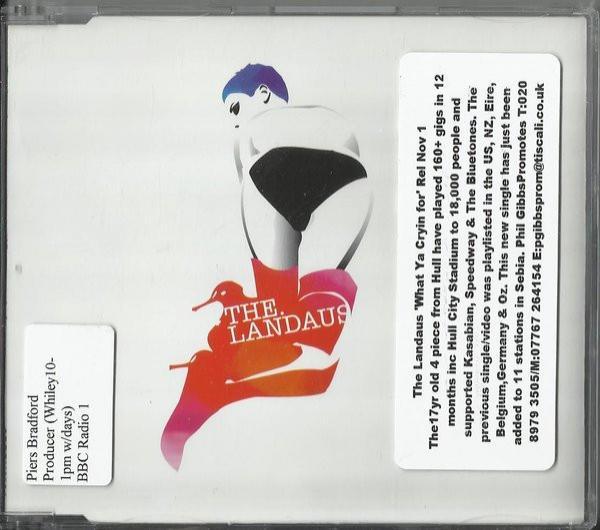 THE
LANDAUS
The Landaus 'What Ya Cryin for' Rel Nov 1
The17yr old 4 piece from Hull have played 160+ gigs in 12
months inc Hull City Stadium to 18,000 people and
supported Kasabian, Speedway & The Bluetones. The
previous single/video was playlisted in the US, NZ, Eire,
Belgium,Germany & Oz. This new single has just been
added to 11 stations in Sebia. Phil GibbsPromotes T:020
8979 3505/M:07767 264154 E:pgibbsprom@tiscali.co.uk
Piers Bradford
Producer (Whiley10-
1pm w/days)
BBC Radio 1